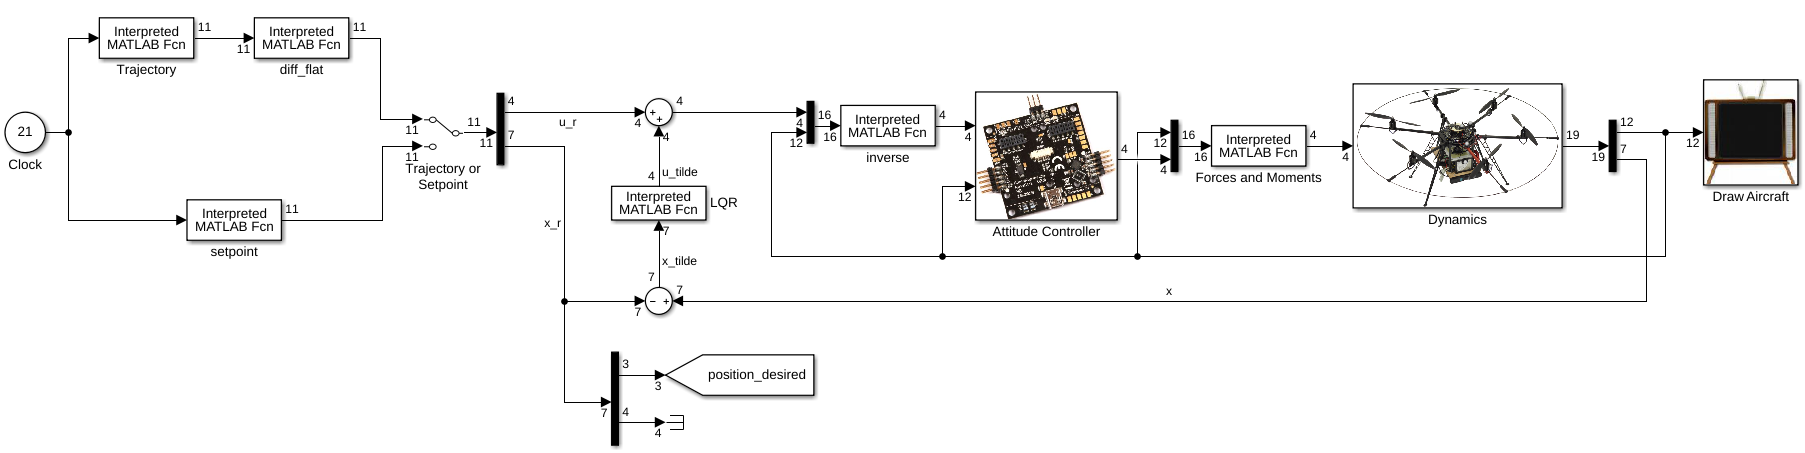 Interpreted
MATLAB Fcn
11
11
Interpreted
MATLAB Fcn
11
Trajectory
diff_flat
21
Clock
11
11
11
Trajectory or
Setpoint
Interpreted
MATLAB Fcn
11
setpoint
4
7
11
u_r
x_r
+
+
4
4
4
u_tilde
4
Interpreted
MATLAB Fcn
LQR
7
x_tilde
7
−
+
7
7
4
12
16
16
Interpreted
MATLAB Fcn
4
inverse
4
12
Attitude Controller
4
12
4
16
16
Interpreted
MATLAB Fcn
4
Forces and Moments
4
Dynamics
19
19
12
7
12
Draw Aircraft
x
7
3
3
position_desired
4
4